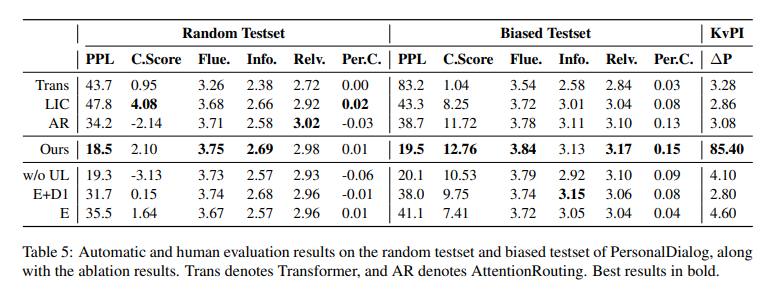 Random Testset Biased Testset KvPI
PPL C.Score Flue. Info. Relv. Per.C. PPL C.Score Flue. Info. Relv. Per.C. ΔP
Trans 43.7 0.95 3.26 2.38 2.72 0.00 83.2 1.04 3.54 2.58 2.84 0.03 3.28
LIC 47.8 4.08 3.68 2.66 2.92 0.02 43.3 8.25 3.72 3.01 3.04 0.08 2.86
AR 34.2 -2.14 3.71 2.58 3.02 -0.03 38.7 11.72 3.78 3.11 3.10 0.13 3.08
Ours 18.5 2.10 3.75 2.69 2.98 0.01 19.5 12.76 3.84 3.13 3.17 0.15 85.40
w/o UL 19.3 -3.13 3.73 2.57 2.93 -0.06 20.1 10.53 3.79 2.92 3.10 0.09 4.10
E+D1 31.7 0.15 3.74 2.68 2.96 -0.01 38.0 9.75 3.74 3.15 3.06 0.08 2.80
E 35.5 1.64 3.67 2.57 2.96 0.01 41.1 7.41 3.72 3.05 3.04 0.04 4.60
Table 5: Automatic and human evaluation results on the random testset and biased testset of PersonalDialog, along
with the ablation results. Trans denotes Transformer, and AR denotes AttentionRouting. Best results in bold.